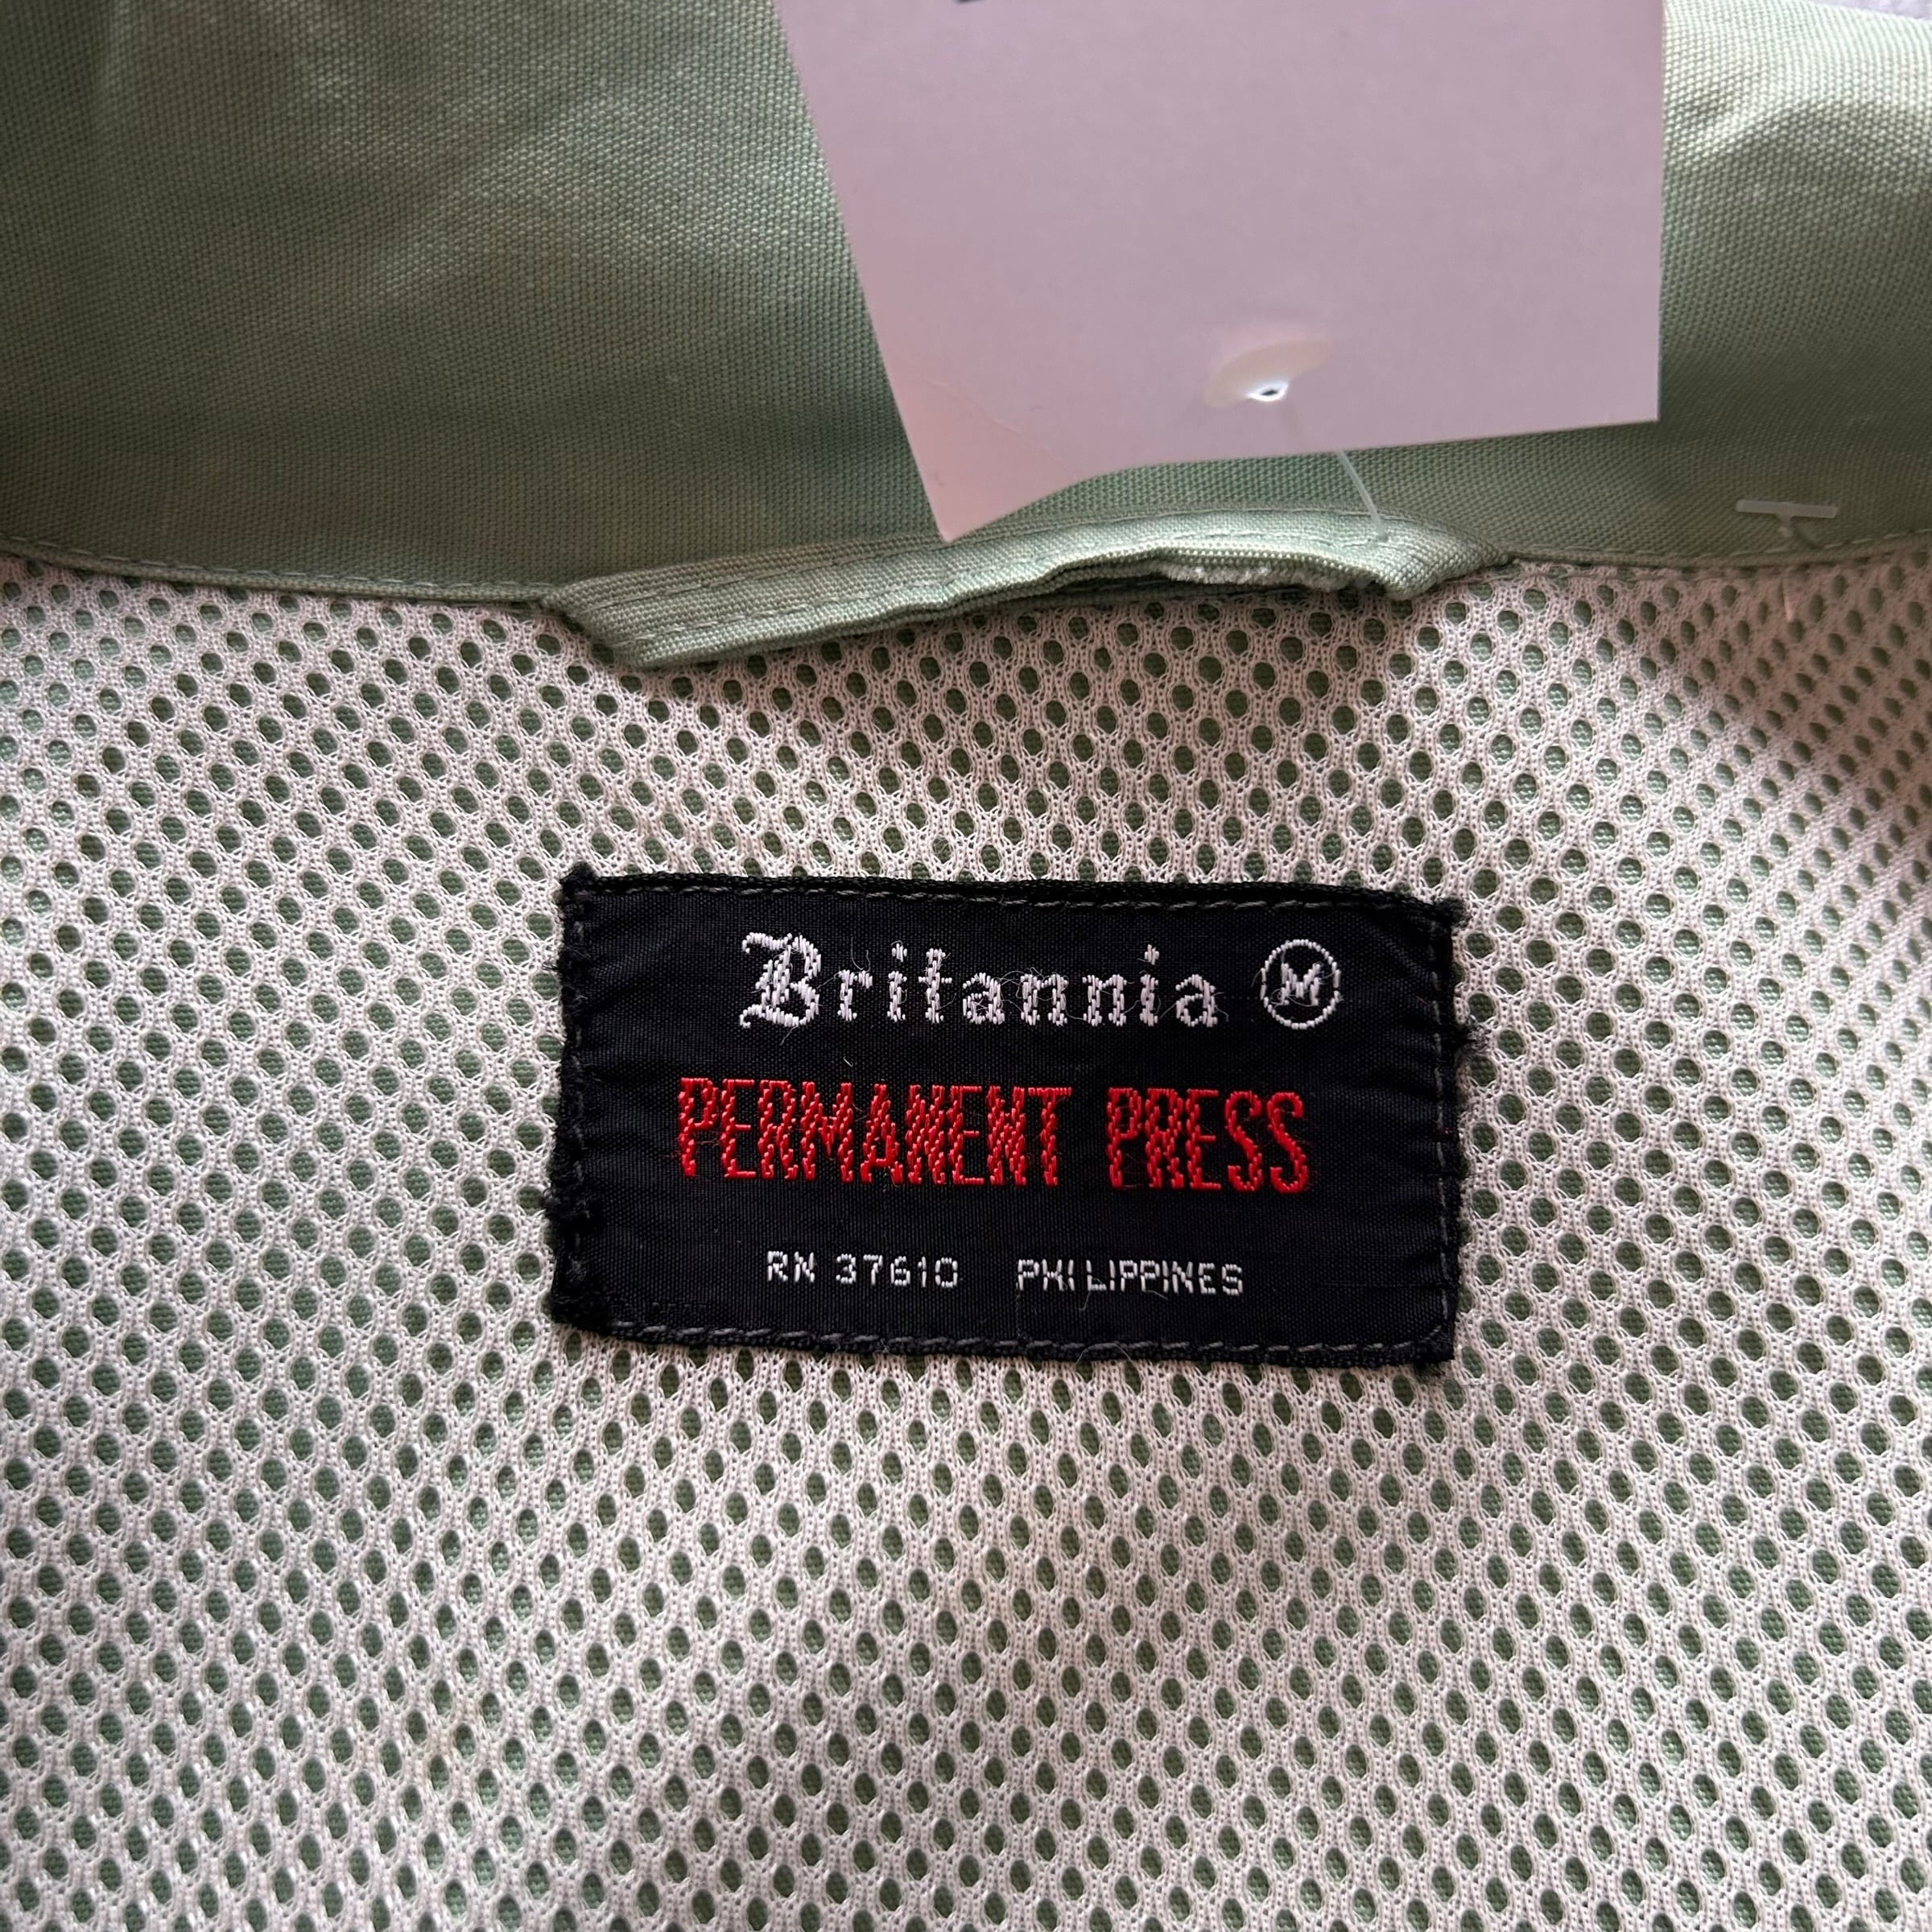 Britannia M
PERMANENT PRESS
RN 37610 PHILIPPINES